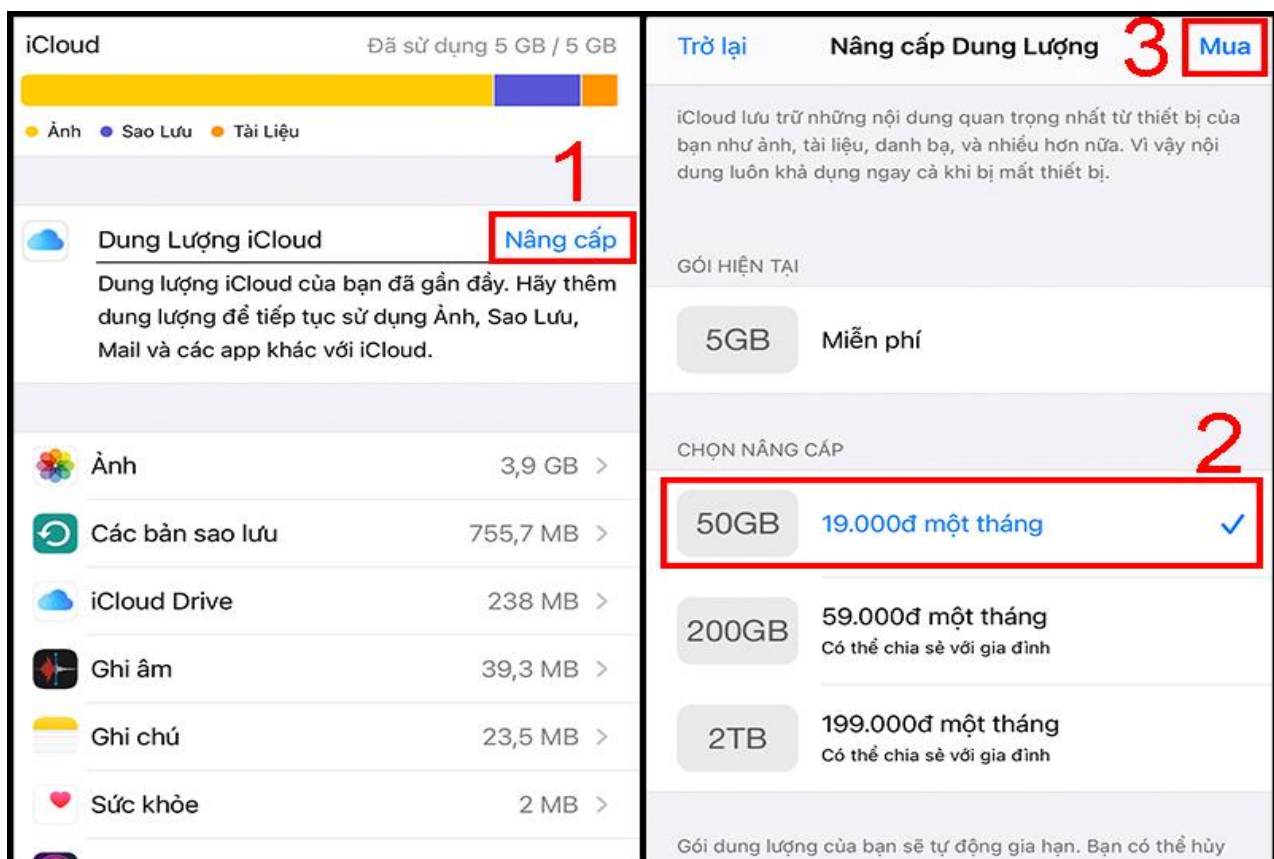 iCloud
Đã sử dụng 5 GB / 5 GB
Ảnh Sao Lưu Tài Liệu
1
Dung Lượng iCloud
Nâng cấp
Dung lượng iCloud của bạn đã gần đầy. Hãy thêm
dung lượng để tiếp tục sử dụng Ảnh, Sao Lưu,
Mail và các app khác với iCloud.
Ảnh
3,9 GB >
Các bản sao lưu
755,7 MB >
iCloud Drive
238 MB >
Ghi âm
39,3 MB >
Ghi chú
23,5 MB >
Sức khỏe
2 MB >
Trở lại
Nâng cấp Dung Lượng
3
Mua
iCloud lưu trữ những nội dung quan trọng nhất từ thiết bị của
bạn như ảnh, tài liệu, danh bạ, và nhiều hơn nữa. Vì vậy nội
dung luôn khả dụng ngay cả khi bị mất thiết bị.
GÓI HIỆN TẠI
5GB
Miễn phí
CHỌN NÂNG CẤP
2
50GB
19.000đ một tháng
200GB
59.000đ một tháng
Có thể chia sẻ với gia đình
2TB
199.000đ một tháng
Có thể chia sẻ với gia đình
Gói dung lượng của bạn sẽ tự động gia hạn. Bạn có thể hủy